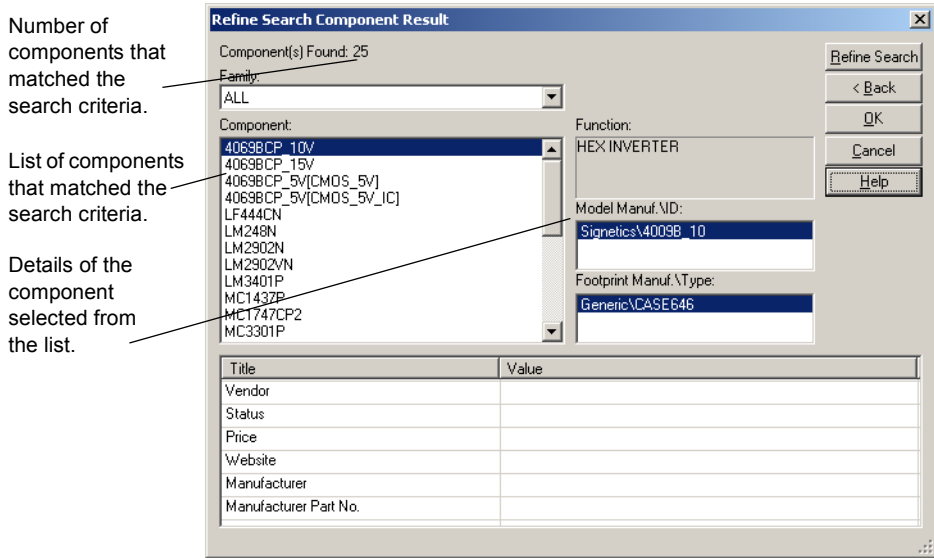 Number of
components that
matched the
search criteria.
List of components
that matched the
search criteria.
Details of the
component
selected from
the list.
Refine Search Component Result
Component(s) Found: 25
Family:
ALL
Component:
4069BCP_10V
4069BCP_15V
4069BCP_5V[CMOS_5V]
4069BCP_5V[CMOS_5V_IC]
LF444CN
LM248N
LM2902N
LM2902VN
LM3401P
MC1437P
MC1747CP2
MC3301P
Function:
HEX INVERTER
Model Manuf.\ID:
Signetics\4009B_10
Footprint Manuf.\Type:
Generic\CASE646
Refine Search
< Back
OK
Cancel
Help
Title Value
Vendor
Status
Price
Website
Manufacturer
Manufacturer Part No.